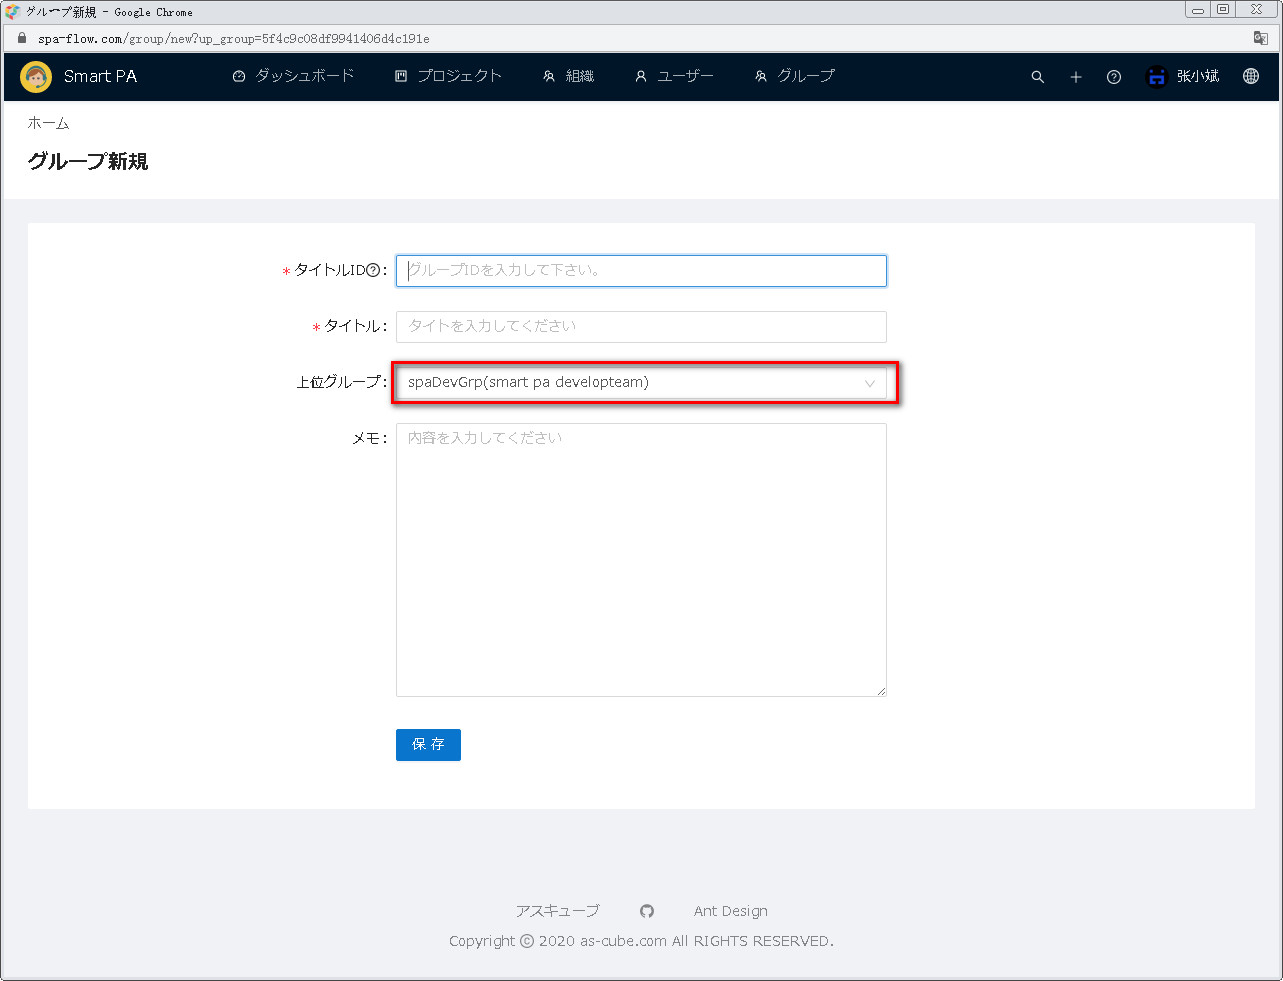 グループ新規 - Google Chrome
spa-flow.com/group/new?up_group=5f4c9c08df9941406d4c191e
Smart PA ダッシュボード プロジェクト 組織 ユーザー グループ 张小斌
ホーム
グループ新規
* タイトルID?: グループIDを入力して下さい。
* タイトル: タイトを入力してください
上位グループ: spaDevGrp(smart pa developteam)
メモ: 内容を入力してください
保 存
アスキューブ Ant Design
Copyright © 2020 as-cube.com All RIGHTS RESERVED.